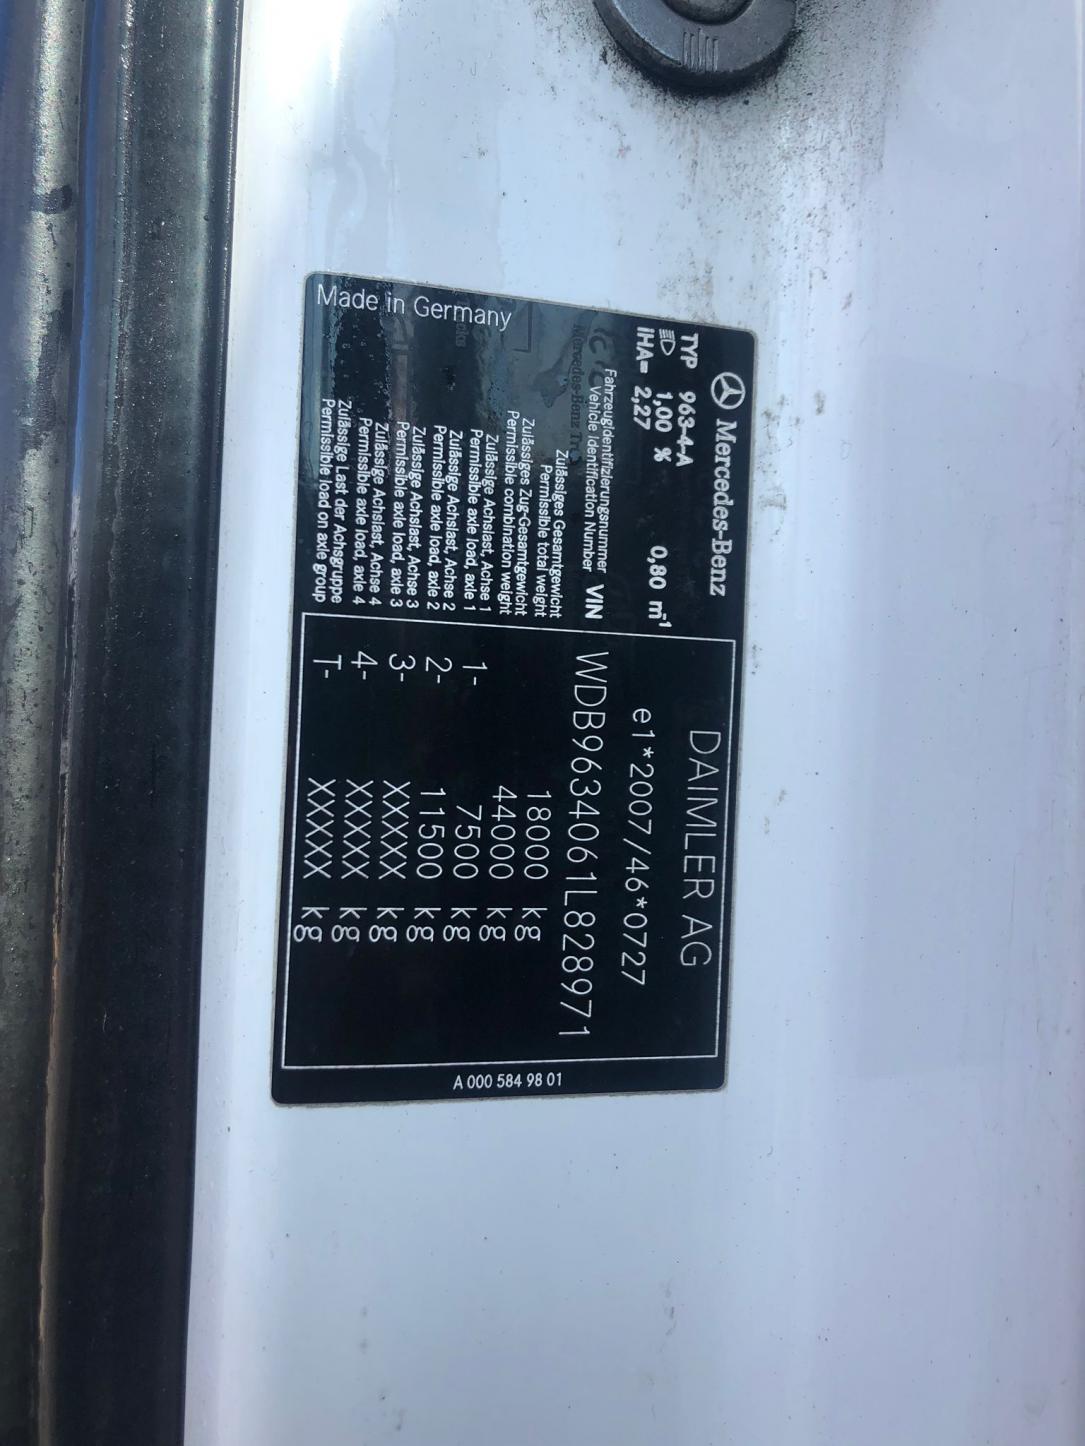 Mercedes-Benz
TYP 963-4-A
1,00 % 0,80 m⁻¹
IHA= 2,27
DAIMLER AG
e1*2007/46*0727
Fahrzeugidentifizierungsnummer
Vehicle Identification Number VIN WDB9634061L828971
Zulässiges Gesamtgewicht
Permissible total weight 18000 kg
Zulässiges Zug-Gesamtgewicht
Permissible combination weight 44000 kg
Zulässige Achslast, Achse 1
Permissible axle load, axle 1 1- 7500 kg
Zulässige Achslast, Achse 2
Permissible axle load, axle 2 2- 11500 kg
Zulässige Achslast, Achse 3
Permissible axle load, axle 3 3- XXXXX kg
Zulässige Achslast, Achse 4
Permissible axle load, axle 4 4- XXXXX kg
Zulässige Last der Achsgruppe
Permissible load on axle group T- XXXXX kg
Made in Germany
A 000 584 98 01